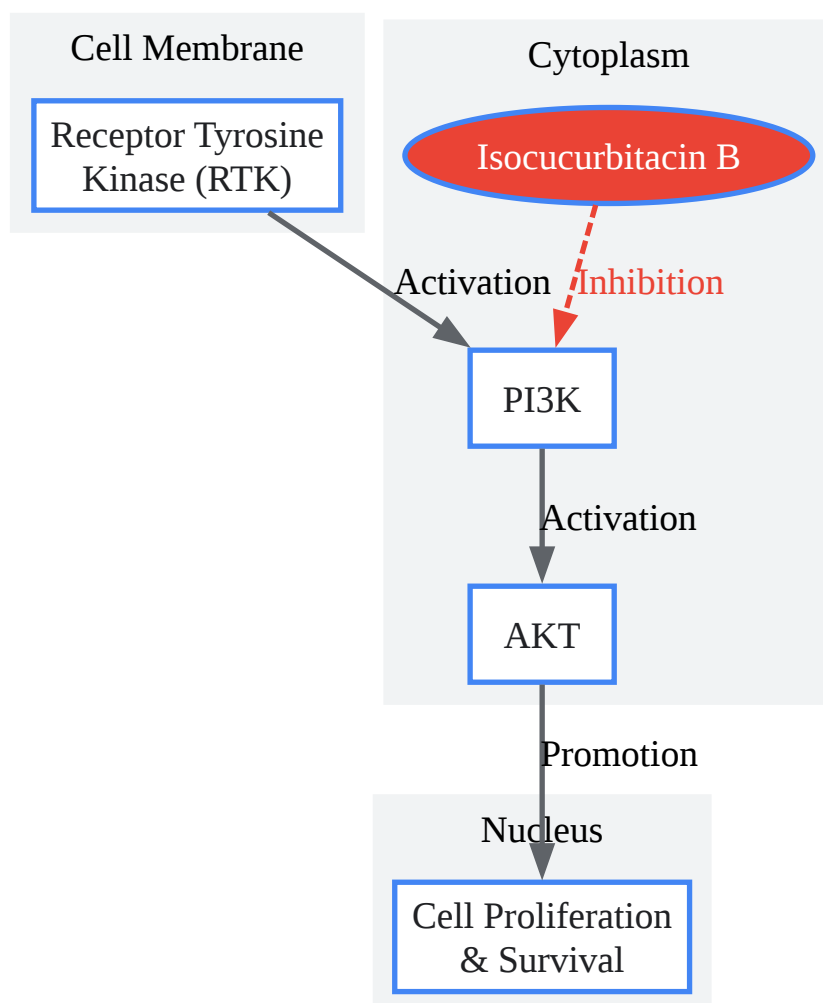 Cell Membrane
Receptor Tyrosine
Kinase (RTK)
Cytoplasm
Isocucurbitacin B
Activation
Inhibition
PI3K
Activation
AKT
Promotion
Nucleus
Cell Proliferation
& Survival